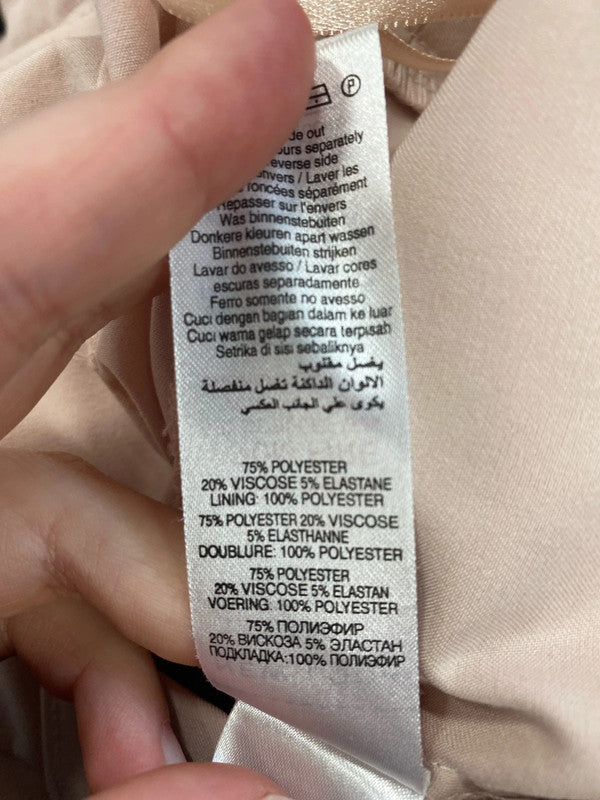 P
out
separately
reverse side
/ Laver les
foncées séparément
Repasser sur l'envers
Was binnenstebuiten
Donkere kleuren apart wassen
Binnenstebuiten strijken
Lavar do avesso / Lavar cores
escuras separadamente
Ferro somente no avesso
Cuci dengan bagian dalam ke luar
Cuci warna gelap secara terpisah
Setrika di sisi sebaliknya
يغسل مقلوب
الالوان الداكنة تغسل منفصلة
يكوى على الجانب العكسي
75% POLYESTER
20% VISCOSE 5% ELASTANE
LINING: 100% POLYESTER
75% POLYESTER 20% VISCOSE
5% ELASTHANNE
DOUBLURE: 100% POLYESTER
75% POLYESTER
20% VISCOSE 5% ELASTAN
VOERING: 100% POLYESTER
75% ПОЛИЭФИР
20% ВИСКОЗА 5% ЭЛАСТАН
ПОДКЛАДКА:100% ПОЛИЭФИР